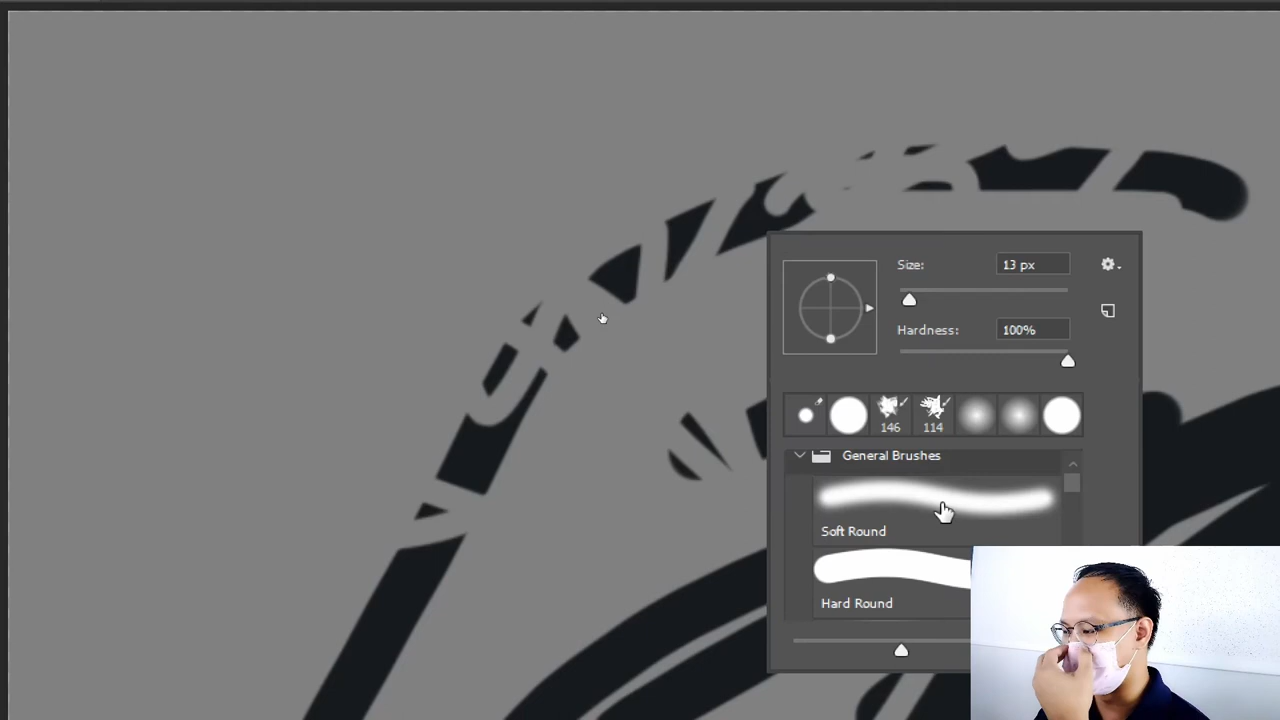 Size:
13 px
Hardness:
100%
146
114
General Brushes
Soft Round
Hard Round